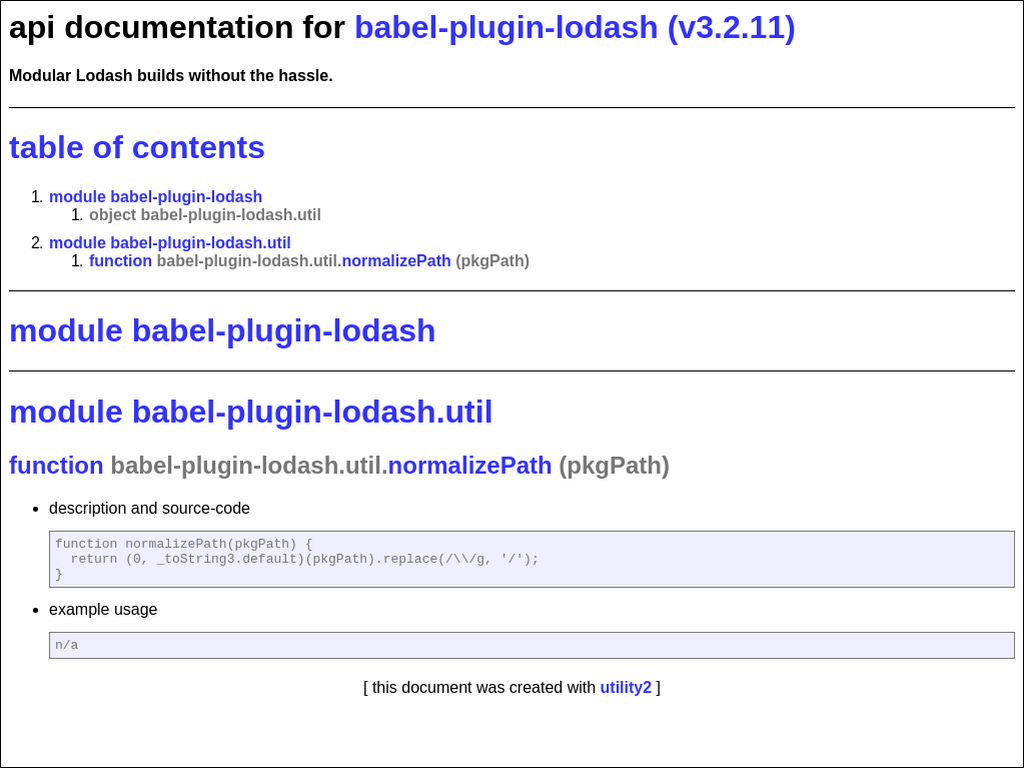 api documentation for babel-plugin-lodash (v3.2.11)
Modular Lodash builds without the hassle.
table of contents
1. module babel-plugin-lodash
1. object babel-plugin-lodash.util
2. module babel-plugin-lodash.util
1. function babel-plugin-lodash.util.normalizePath (pkgPath)
module babel-plugin-lodash
module babel-plugin-lodash.util
function babel-plugin-lodash.util.normalizePath (pkgPath)
• description and source-code
function normalizePath(pkgPath) {
  return (0, _toString3.default)(pkgPath).replace(/\\/g, '/');
}
• example usage
n/a
[ this document was created with utility2 ]